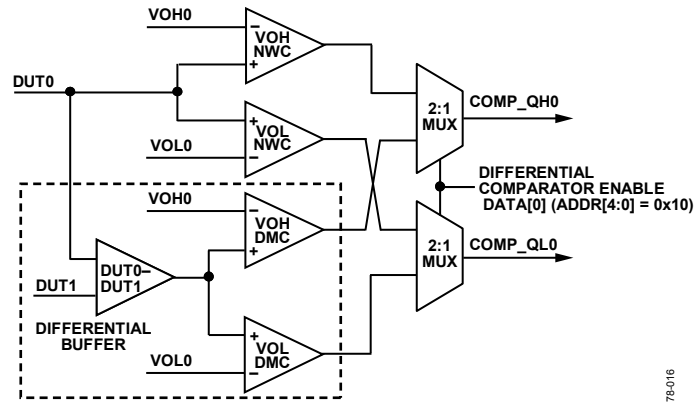 VOH0
−
VOH
NWC
+
DUT0
2:1
MUX
COMP_QH0
+
VOL
NWC
−
VOL0
DIFFERENTIAL
COMPARATOR ENABLE
DATA[0] (ADDR[4:0] = 0x10)
VOH0
−
VOH
DMC
+
2:1
MUX
COMP_QL0
DUT0–
DUT1
DUT1
DIFFERENTIAL
BUFFER
+
VOL
DMC
−
VOL0
78-016